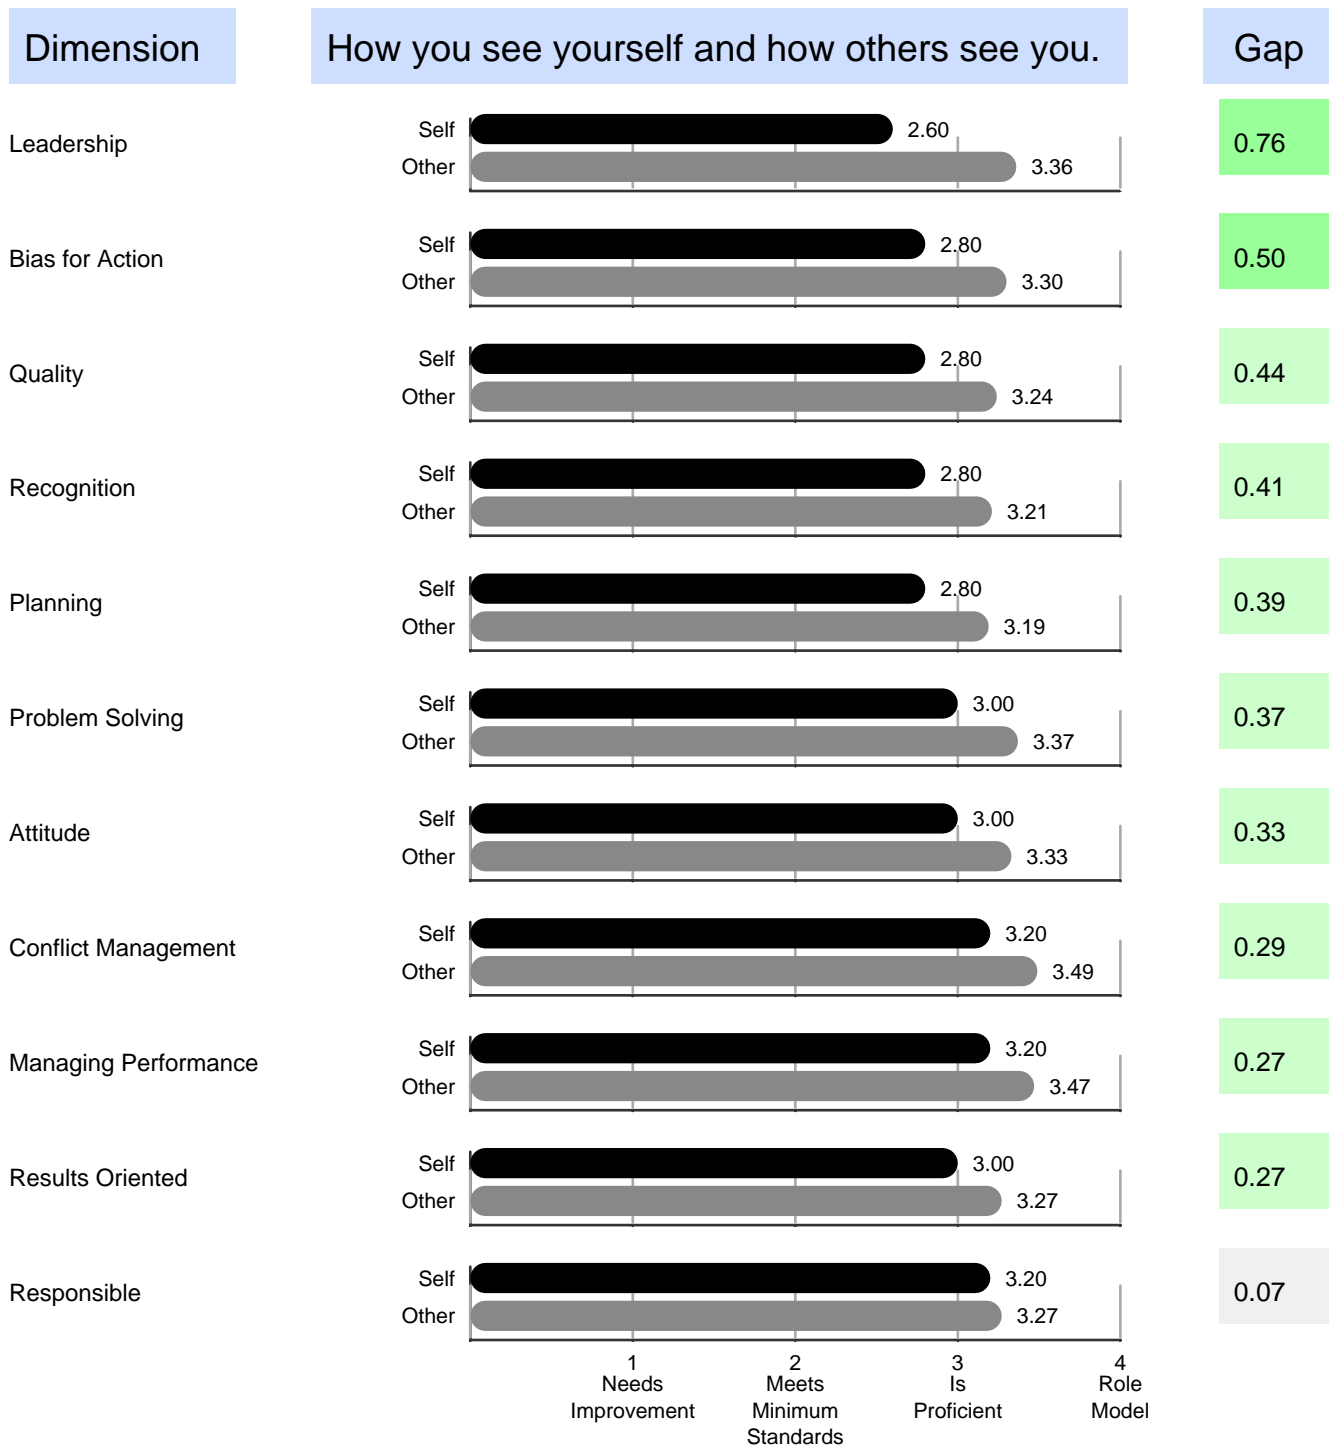 Dimension
How you see yourself and how others see you.
Gap
Leadership
Self
2.60
Other
3.36
0.76
Bias for Action
Self
2.80
Other
3.30
0.50
Quality
Self
2.80
Other
3.24
0.44
Recognition
Self
2.80
Other
3.21
0.41
Planning
Self
2.80
Other
3.19
0.39
Problem Solving
Self
3.00
Other
3.37
0.37
Attitude
Self
3.00
Other
3.33
0.33
Conflict Management
Self
3.20
Other
3.49
0.29
Managing Performance
Self
3.20
Other
3.47
0.27
Results Oriented
Self
3.00
Other
3.27
0.27
Responsible
Self
3.20
Other
3.27
0.07
1
Needs
Improvement
2
Meets
Minimum
Standards
3
Is
Proficient
4
Role
Model